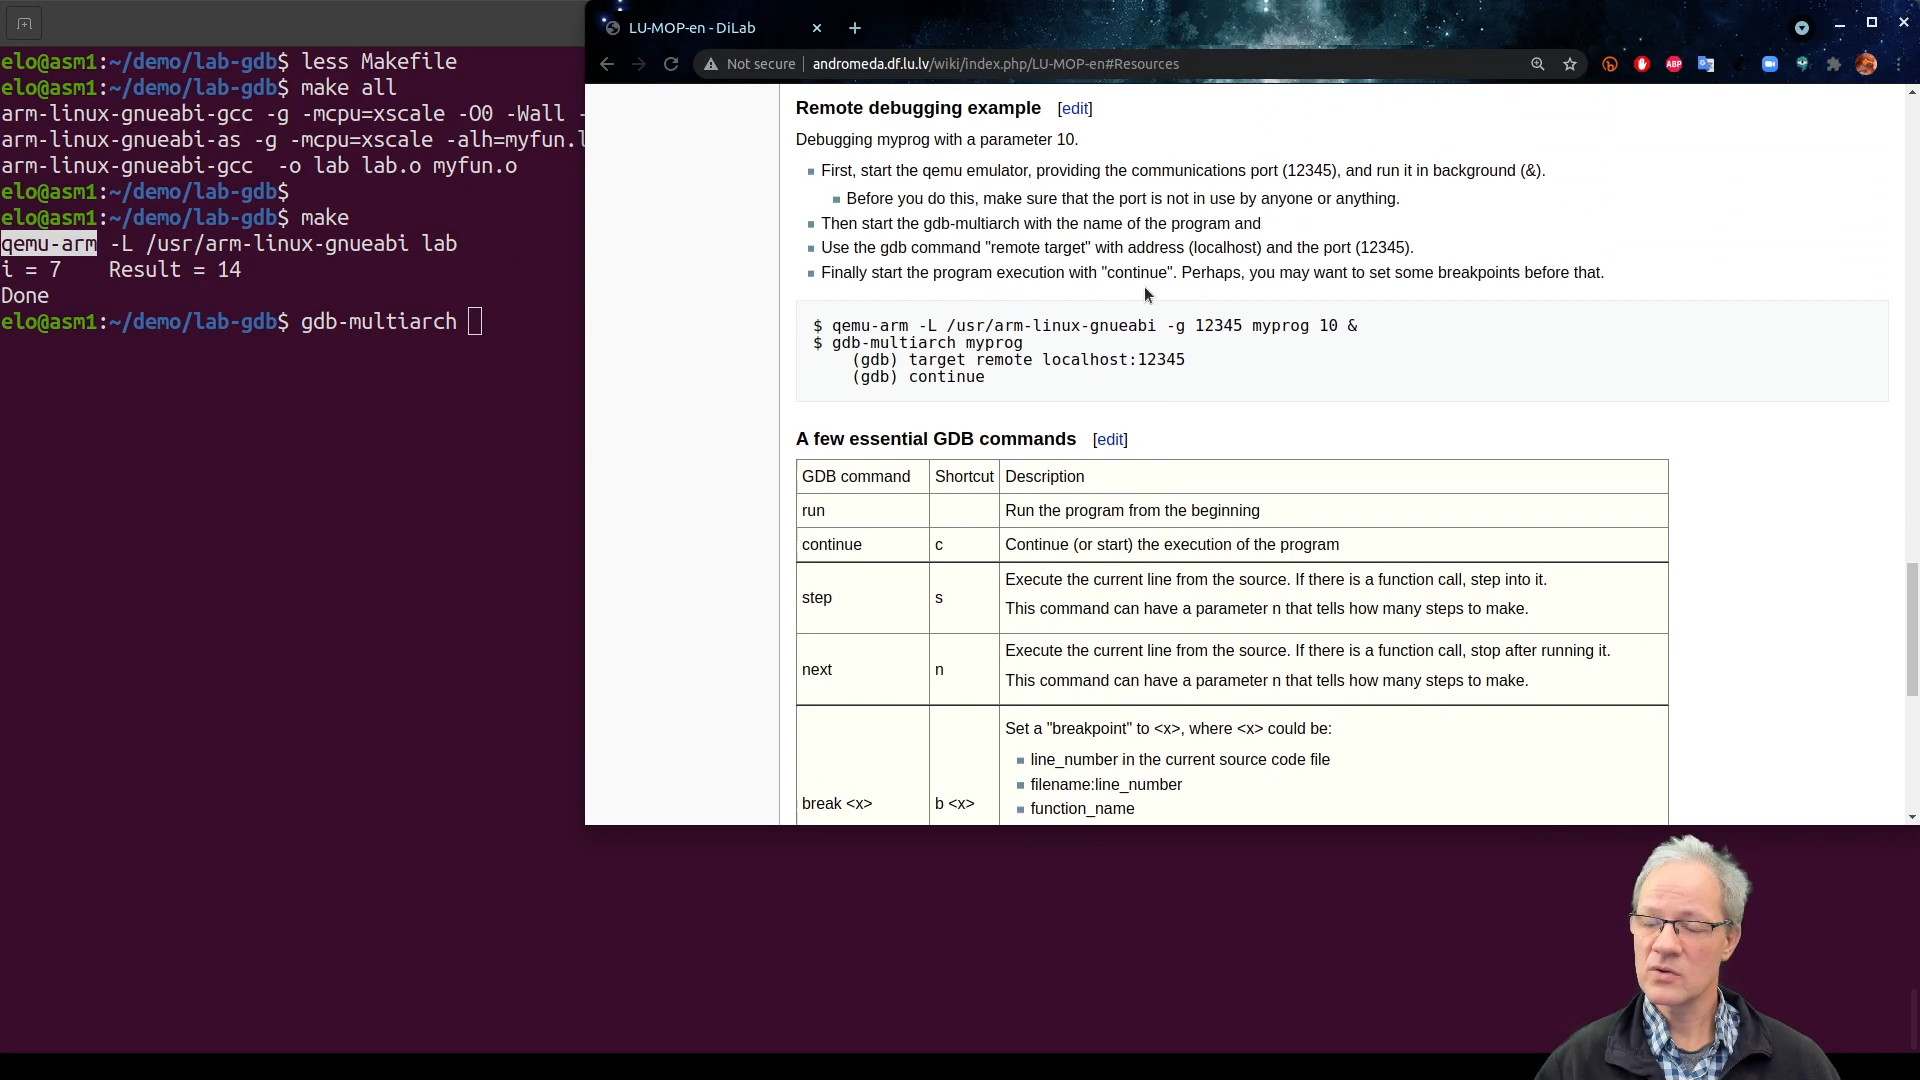 elo@asm1:~/demo/lab-gdb$ less Makefile
elo@asm1:~/demo/lab-gdb$ make all
arm-linux-gnueabi-gcc -g -mcpu=xscale -O0 -Wall -
arm-linux-gnueabi-as -g -mcpu=xscale -alh=myfun.l
arm-linux-gnueabi-gcc  -o lab lab.o myfun.o
elo@asm1:~/demo/lab-gdb$
elo@asm1:~/demo/lab-gdb$ make
qemu-arm -L /usr/arm-linux-gnueabi lab
i = 7    Result = 14
Done
elo@asm1:~/demo/lab-gdb$ gdb-multiarch
LU-MOP-en - DiLab
Not secure
andromeda.df.lu.lv/wiki/index.php/LU-MOP-en#Resources
ABP
Remote debugging example [edit]
Debugging myprog with a parameter 10.
First, start the qemu emulator, providing the communications port (12345), and run it in background (&).
Before you do this, make sure that the port is not in use by anyone or anything.
Then start the gdb-multiarch with the name of the program and
Use the gdb command "remote target" with address (localhost) and the port (12345).
Finally start the program execution with "continue". Perhaps, you may want to set some breakpoints before that.
$ qemu-arm -L /usr/arm-linux-gnueabi -g 12345 myprog 10 &
$ gdb-multiarch myprog
(gdb) target remote localhost:12345
(gdb) continue
A few essential GDB commands [edit]
GDB command Shortcut Description
run Run the program from the beginning
continue c Continue (or start) the execution of the program
step s Execute the current line from the source. If there is a function call, step into it.
This command can have a parameter n that tells how many steps to make.
next n Execute the current line from the source. If there is a function call, stop after running it.
This command can have a parameter n that tells how many steps to make.
break <x> b <x> Set a "breakpoint" to <x>, where <x> could be:
line_number in the current source code file
filename:line_number
function_name